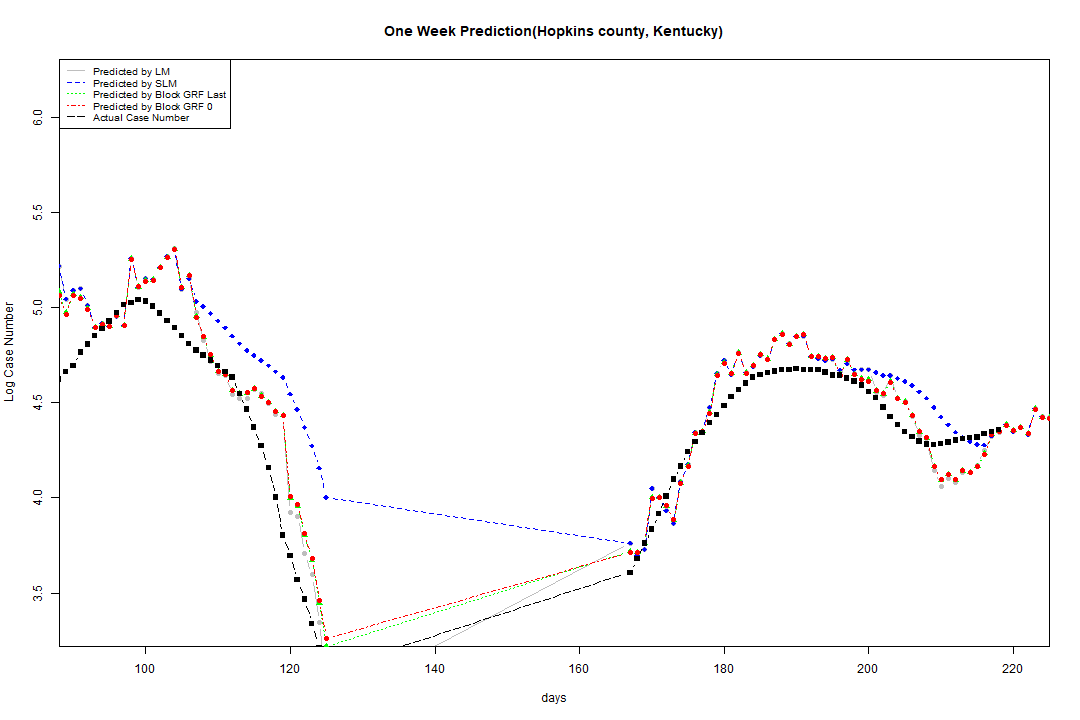 One Week Prediction(Hopkins county, Kentucky)
Predicted by LM
Predicted by SLM
Predicted by Block GRF Last
Predicted by Block GRF 0
Actual Case Number
6.0
5.5
5.0
4.5
4.0
3.5
Log Case Number
100 120 140 160 180 200 220
days